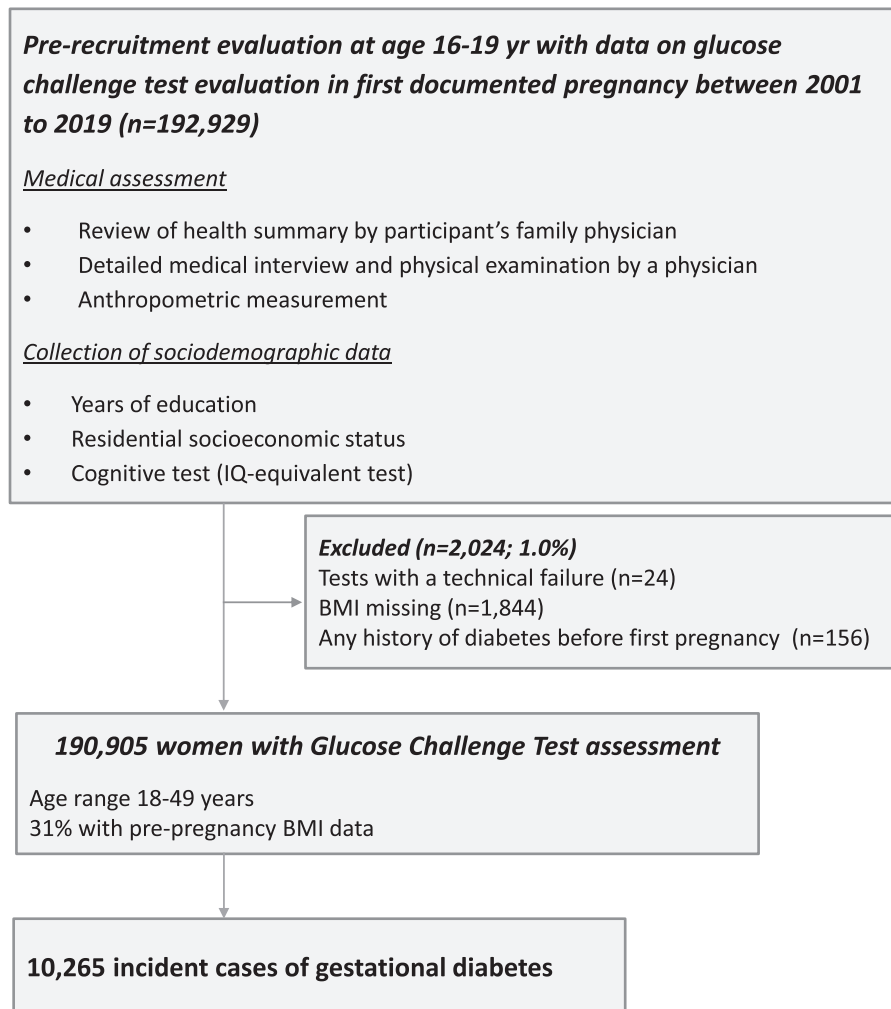 Pre-recruitment evaluation at age 16-19 yr with data on glucose
challenge test evaluation in first documented pregnancy between 2001
to 2019 (n=192,929)
Medical assessment
• Review of health summary by participant's family physician
• Detailed medical interview and physical examination by a physician
• Anthropometric measurement
Collection of sociodemographic data
• Years of education
• Residential socioeconomic status
• Cognitive test (IQ-equivalent test)
Excluded (n=2,024; 1.0%)
Tests with a technical failure (n=24)
BMI missing (n=1,844)
Any history of diabetes before first pregnancy (n=156)
190,905 women with Glucose Challenge Test assessment
Age range 18-49 years
31% with pre-pregnancy BMI data
10,265 incident cases of gestational diabetes